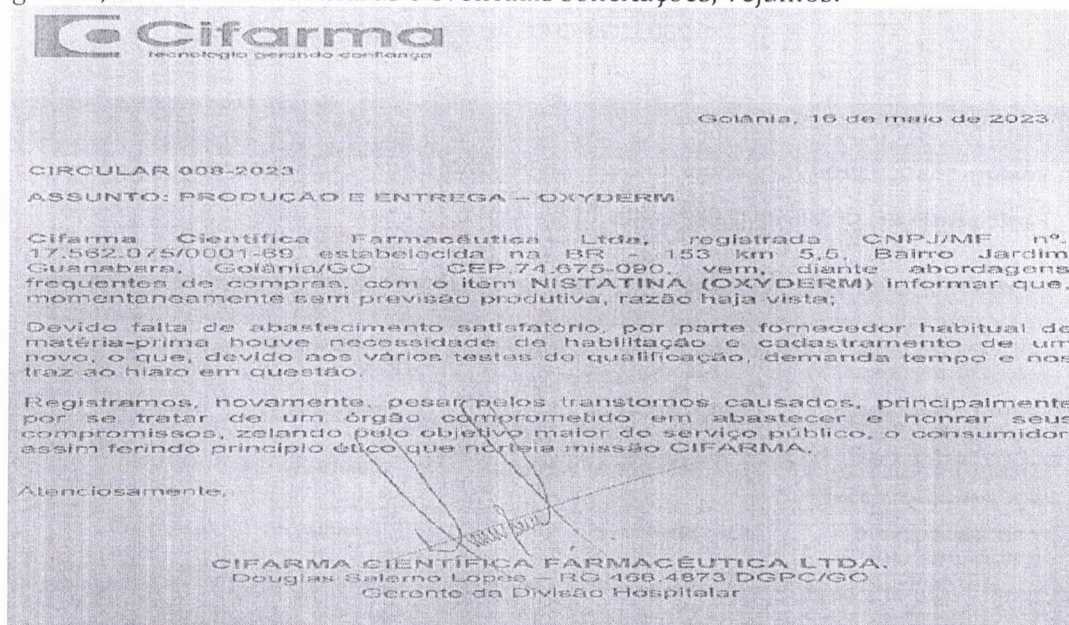 solicitações, vejamos:
Cifarma
tecnologia gerando confiança
Goiânia, 16 de maio de 2023.
CIRCULAR 008-2023
ASSUNTO: PRODUÇÃO E ENTREGA – OXYDERM
Cifarma Científica Farmacêutica Ltda, registrada CNPJ/MF nº.
17.562.075/0001-69 estabelecida na BR - 153 km 5,5, Bairro Jardim
Guanabara, Goiânia/GO – CEP.74.675-090, vem, diante abordagens
frequentes de compras, com o item NISTATINA (OXYDERM) informar que,
momentaneamente sem previsão produtiva, razão haja vista;
Devido falta de abastecimento satisfatório, por parte fornecedor habitual de
matéria-prima houve necessidade de habilitação e cadastramento de um
novo, o que, devido aos vários testes de qualificação, demanda tempo e nos
traz ao hiato em questão.
Registramos, novamente, pesar pelos transtornos causados, principalmente
por se tratar de um órgão comprometido em abastecer e honrar seus
compromissos, zelando pelo objetivo maior do serviço público, o consumidor
assim ferindo princípio ético que norteia missão CIFARMA.
Atenciosamente,
CIFARMA CIENTÍFICA FARMACÊUTICA LTDA.
Douglas Salerno Lopes – RG 468.4873 DGPC/GO
Gerente da Divisão Hospitalar